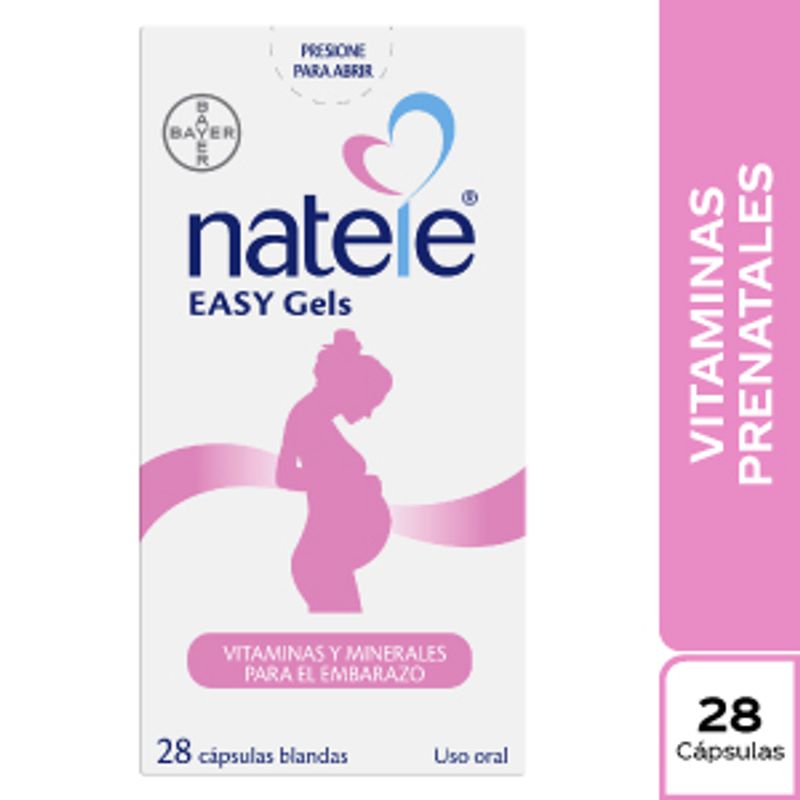 PRESIONE
PARA ABRIR
BAYER
BAYER
natele®
EASY Gels
VITAMINAS Y MINERALES
PARA EL EMBARAZO
28 cápsulas blandas
Uso oral
VITAMINAS
PRENATALES
28
Cápsulas